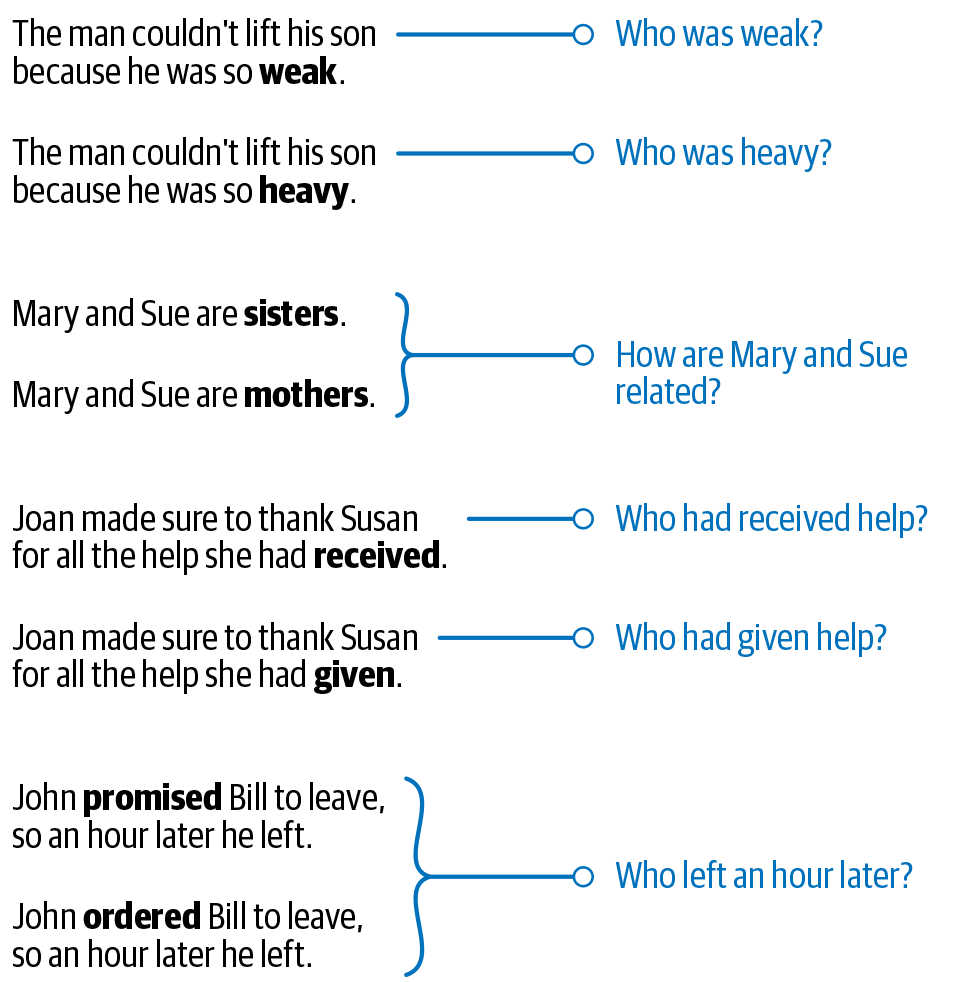 The man couldn't lift his son
because he was so weak.
Who was weak?
The man couldn't lift his son
because he was so heavy.
Who was heavy?
Mary and Sue are sisters.
Mary and Sue are mothers.
How are Mary and Sue
related?
Joan made sure to thank Susan
for all the help she had received.
Who had received help?
Joan made sure to thank Susan
for all the help she had given.
Who had given help?
John promised Bill to leave,
so an hour later he left.
John ordered Bill to leave,
so an hour later he left.
Who left an hour later?